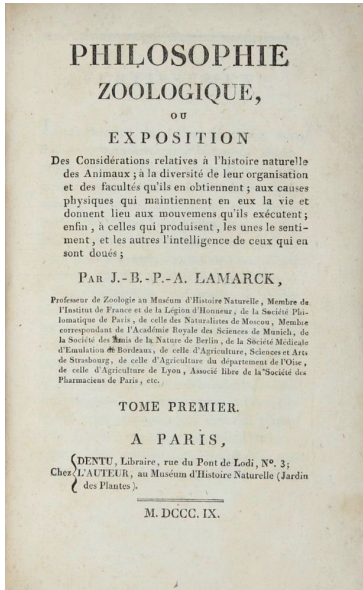 PHILOSOPHIE
ZOOLOGIQUE,
OU
EXPOSITION
Des Considérations relatives à l'histoire naturelle
des Animaux ; à la diversité de leur organisation
et des facultés qu'ils en obtiennent ; aux causes
physiques qui maintiennent en eux la vie et
donnent lieu aux mouvemens qu'ils exécutent ;
enfin , à celles qui produisent , les unes le senti-
ment , et les autres l'intelligence de ceux qui en
sont doués ;
PAR J.-B.-P.-A. LAMARCK,
Professeur de Zoologie au Muséum d'Histoire Naturelle , Membre de
l'Institut de France et de la Légion d'Honneur , de la Société Phi-
lomatique de Paris , de celle des Naturalistes de Moscou , Membre
correspondant de l'Académie Royale des Sciences de Munich , de
la Société des Amis de la Nature de Berlin , de la Société Médicale
d'Emulation de Bordeaux , de celle d'Agriculture, Sciences et Arts
de Strasbourg , de celle d'Agriculture du département de l'Oise ,
de celle d'Agriculture de Lyon , Associé libre de la Société des
Pharmaciens de Paris , etc.
TOME PREMIER.
A PARIS,
Chez { DENTU, Libraire, rue du Pont de Lodi, N°. 3;
L'AUTEUR, au Muséum d'Histoire Naturelle (Jardin
des Plantes ).
M. DCCC. IX.